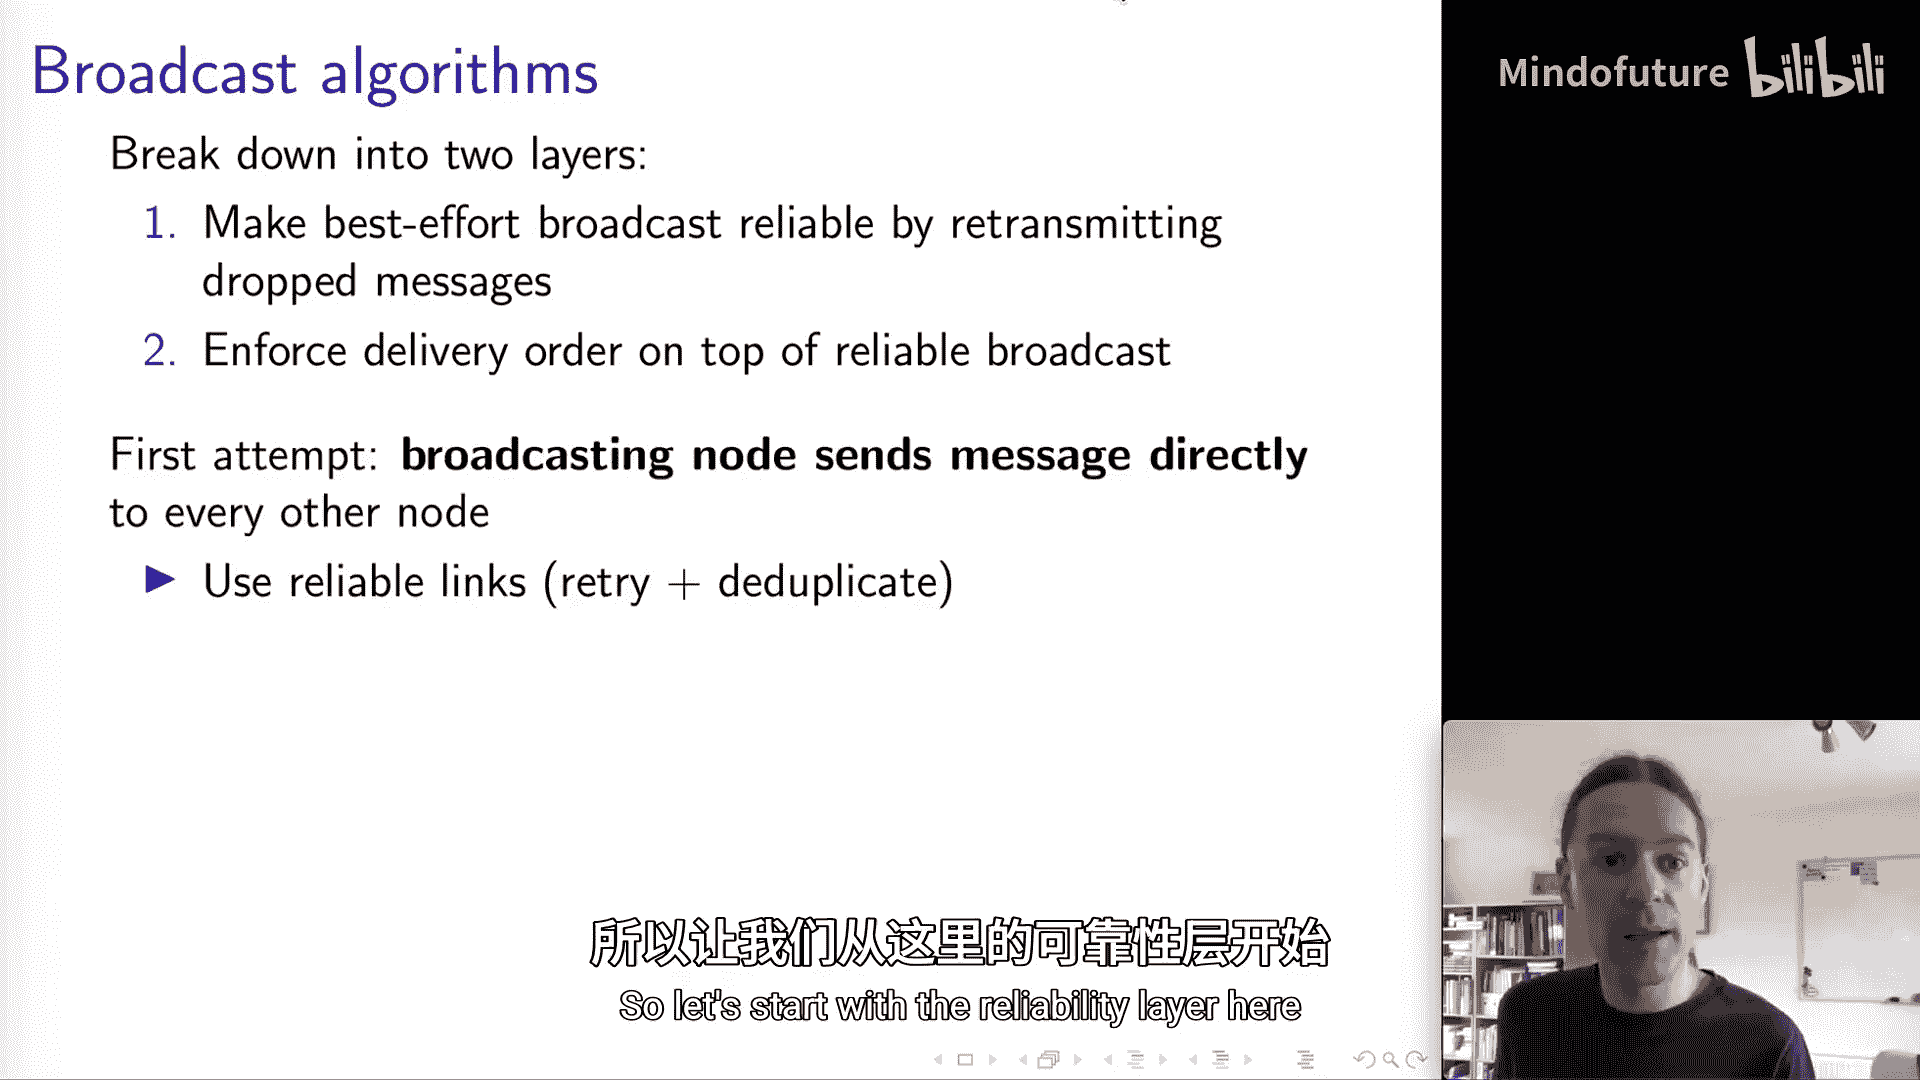 Broadcast algorithms
Mindofuture bilibili
Break down into two layers:
1. Make best-effort broadcast reliable by retransmitting
dropped messages
2. Enforce delivery order on top of reliable broadcast
First attempt: broadcasting node sends message directly
to every other node
▶ Use reliable links (retry + deduplicate)
所以让我们从这里的可靠性层开始
So let's start with the reliability layer here